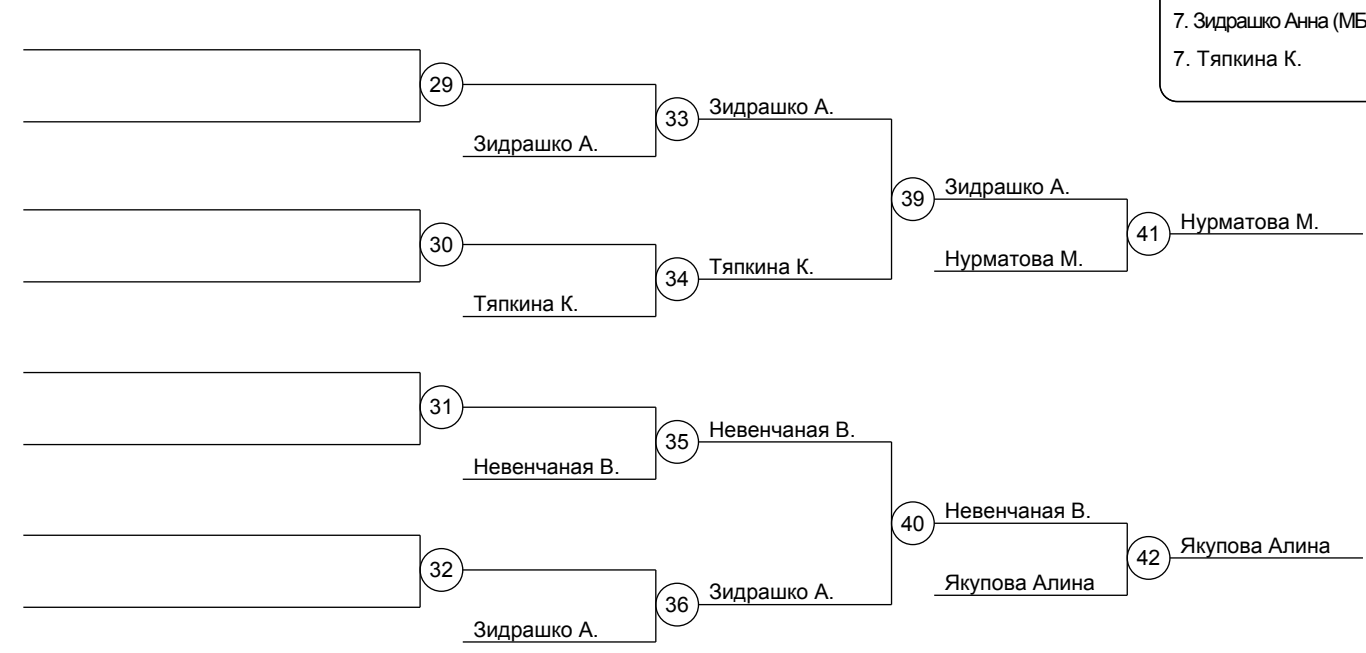 7. Зидрашко Анна (МБ
7. Тяпкина К.
29
Зидрашко А.
33
Зидрашко А.
30
Тяпкина К.
34
Тяпкина К.
39
Зидрашко А.
Нурматова М.
41
Нурматова М.
31
Невенчаная В.
35
Невенчаная В.
32
Зидрашко А.
36
Зидрашко А.
40
Невенчаная В.
Якупова Алина
42
Якупова Алина